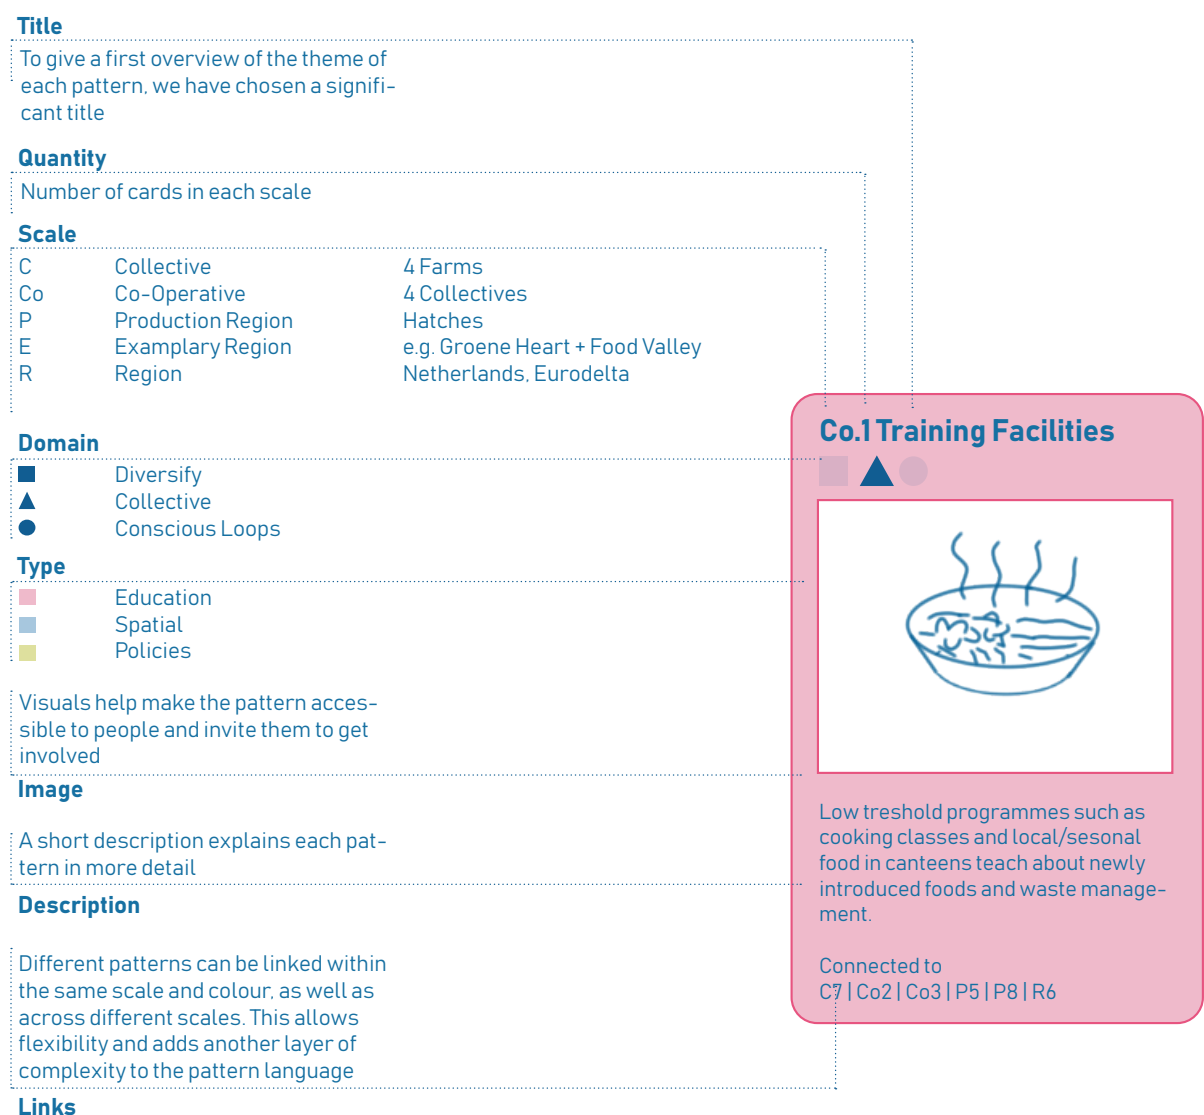 Title
To give a first overview of the theme of
each pattern, we have chosen a signifi-
cant title
Quantity
Number of cards in each scale
Scale
C Collective 4 Farms
Co Co-Operative 4 Collectives
P Production Region Hatches
E Examplary Region e.g. Groene Heart + Food Valley
R Region Netherlands, Eurodelta
Domain
Diversify
Collective
Conscious Loops
Type
Education
Spatial
Policies
Visuals help make the pattern acces-
sible to people and invite them to get
involved
Image
A short description explains each pat-
tern in more detail
Description
Different patterns can be linked within
the same scale and colour, as well as
across different scales. This allows
flexibility and adds another layer of
complexity to the pattern language
Links
Co.1 Training Facilities
Low treshold programmes such as
cooking classes and local/sesonal
food in canteens teach about newly
introduced foods and waste manage-
ment.
Connected to
C7 | Co2 | Co3 | P5 | P8 | R6